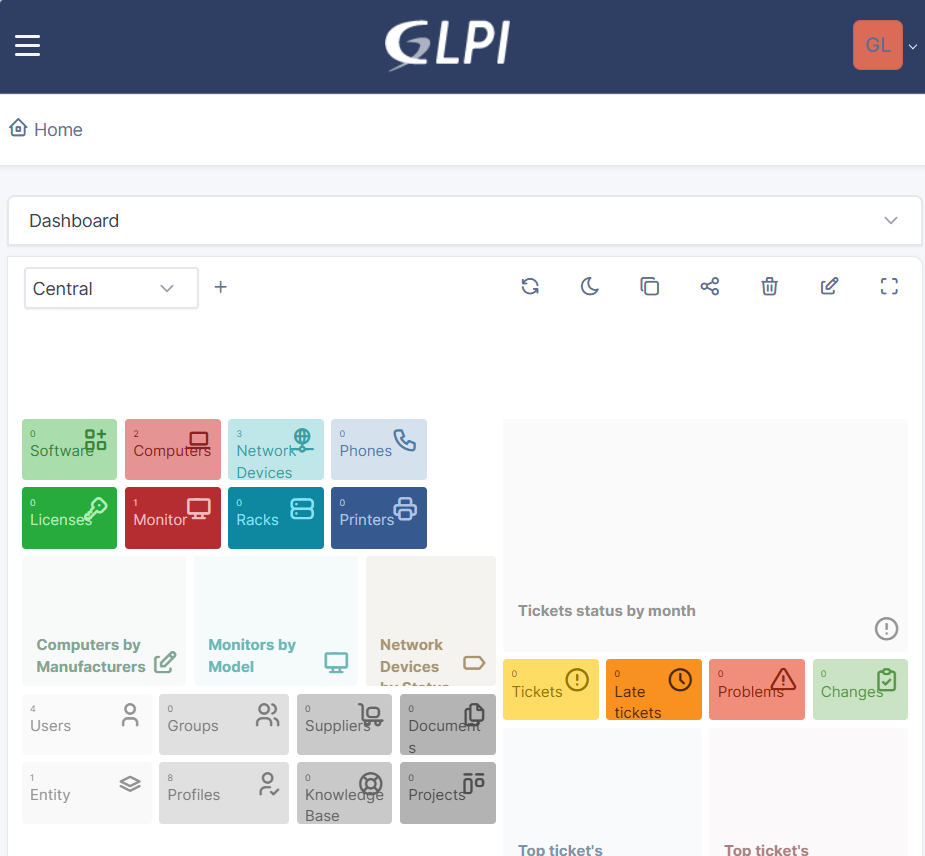 GLPI
GL
Home
Dashboard
Central
0
Software
2
Computers
3
Network
Devices
0
Phones
0
Licenses
1
Monitor
0
Racks
0
Printers
Tickets status by month
Computers by
Manufacturers
Monitors by
Model
Network
Devices
by Status
0
Tickets
0
Late
tickets
0
Problems
0
Changes
4
Users
0
Groups
0
Suppliers
0
Document
s
1
Entity
8
Profiles
0
Knowledge
Base
0
Projects
Top ticket's
Top ticket's